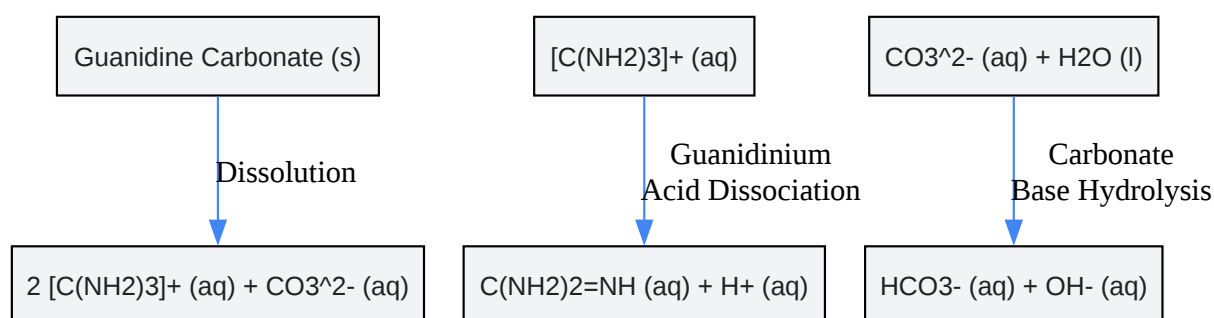 Guanidine Carbonate (s)
[C(NH2)3]+ (aq)
CO3^2- (aq) + H2O (l)
Dissolution
Guanidinium
Acid Dissociation
Carbonate
Base Hydrolysis
2 [C(NH2)3]+ (aq) + CO3^2- (aq)
C(NH2)2=NH (aq) + H+ (aq)
HCO3- (aq) + OH- (aq)